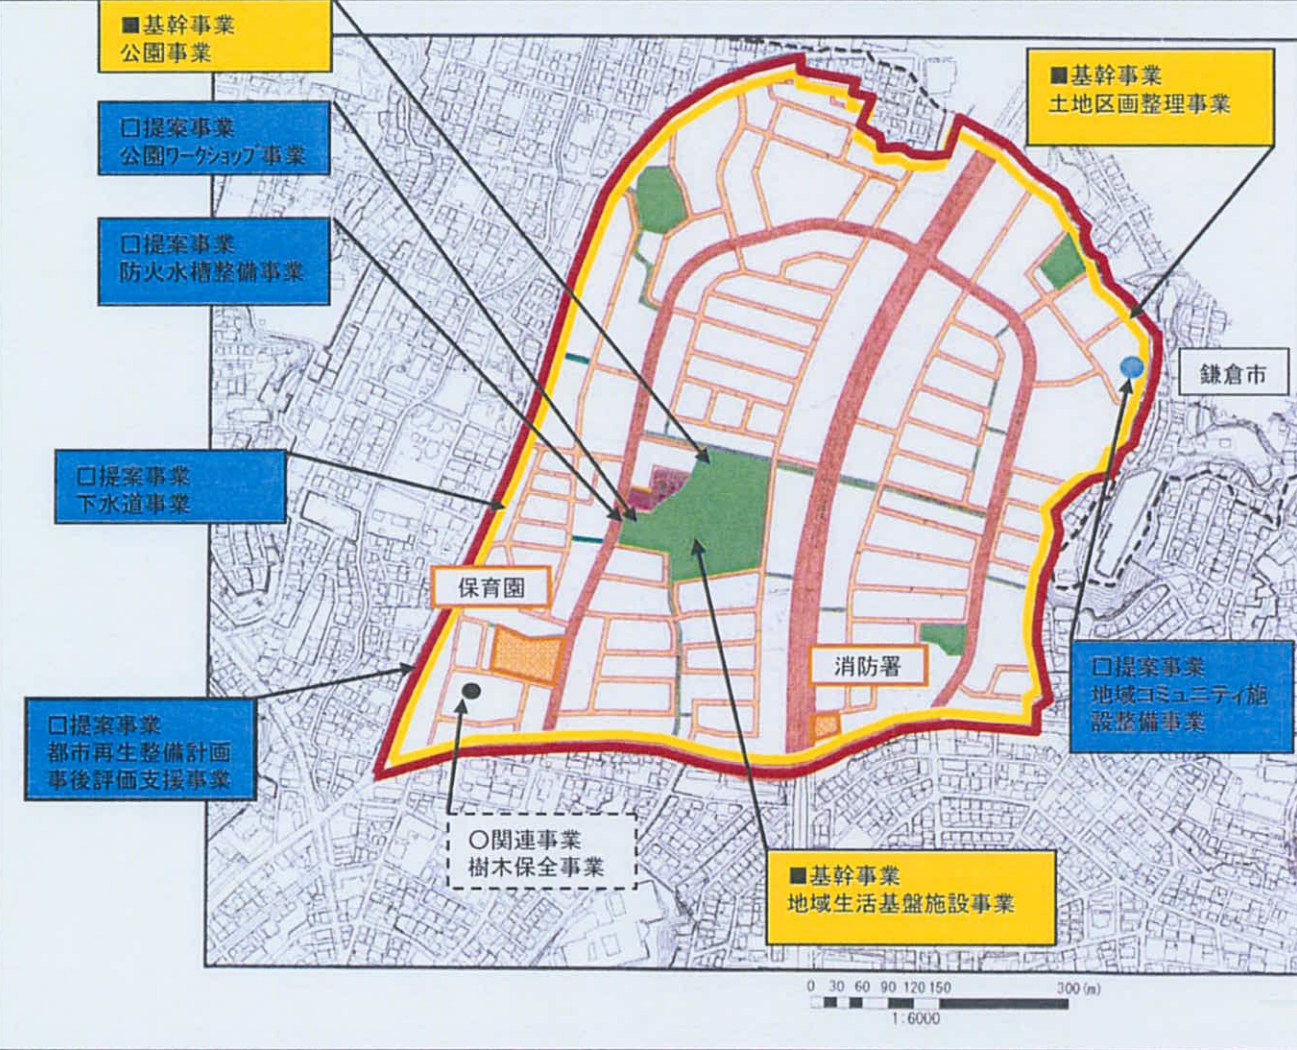 ■基幹事業
公園事業
□提案事業
公園ワークショップ事業
□提案事業
防火水槽整備事業
■基幹事業
土地区画整理事業
鎌倉市
□提案事業
下水道事業
保育園
消防署
□提案事業
地域コミュニティ施
設整備事業
□提案事業
都市再生整備計画
事後評価支援事業
○関連事業
樹木保全事業
■基幹事業
地域生活基盤施設事業
0 30 60 90 120 150 300(m)
1:6000